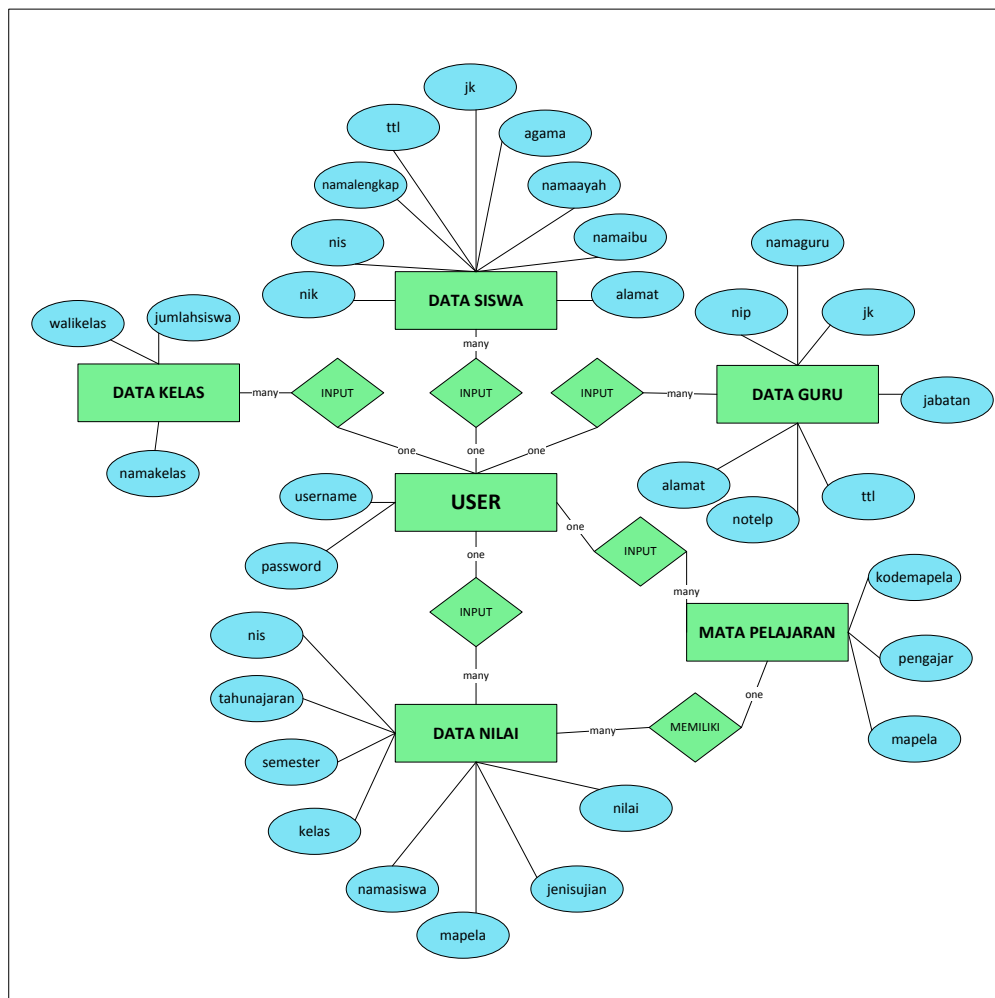 jk
ttl
agama
namalengkap
namaayah
nis
namaibu
namaguru
nik
DATA SISWA
alamat
walikelas
jumlahsiswa
nip
jk
many
DATA KELAS
many
INPUT
INPUT
INPUT
many
DATA GURU
jabatan
one
one
one
namakelas
username
USER
alamat
notelp
ttl
one
password
one
INPUT
kodemapela
many
INPUT
nis
MATA PELAJARAN
pengajar
many
tahunajaran
one
DATA NILAI
many
MEMILIKI
mapela
semester
nilai
kelas
namasiswa
jenisujian
mapela